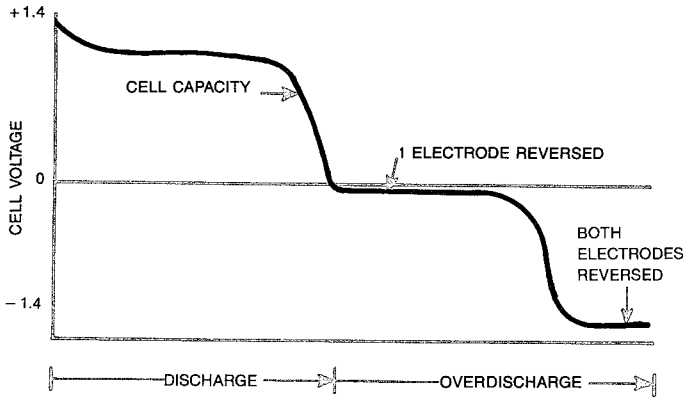 +1.4
CELL CAPACITY
1 ELECTRODE REVERSED
0
CELL VOLTAGE
BOTH
ELECTRODES
REVERSED
−1.4
DISCHARGE
OVERDISCHARGE